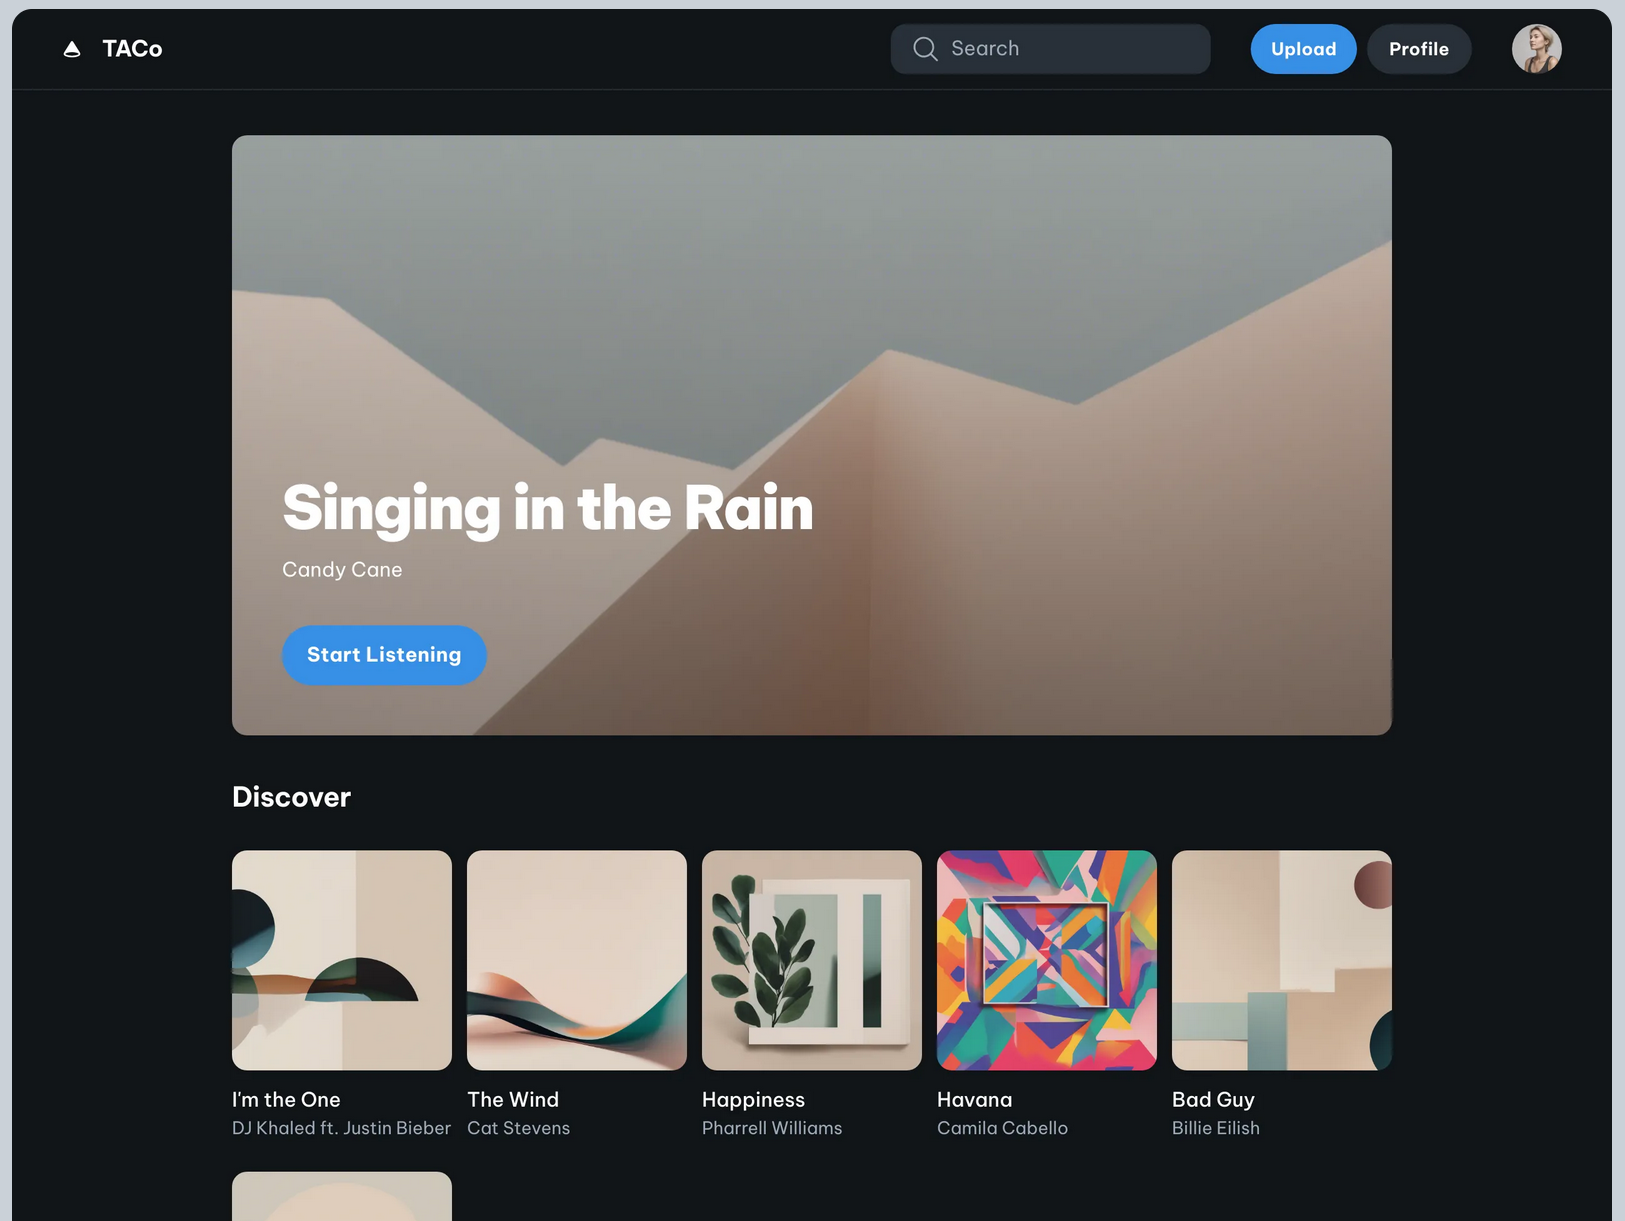 TACo
Search
Upload
Profile
Singing in the Rain
Candy Cane
Start Listening
Discover
I'm the One
DJ Khaled ft. Justin Bieber
The Wind
Cat Stevens
Happiness
Pharrell Williams
Havana
Camila Cabello
Bad Guy
Billie Eilish